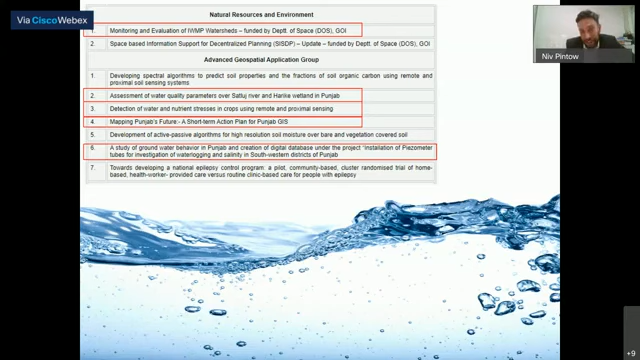 Via Cisco Webex
Natural Resources and Environment
1. Monitoring and Evaluation of IWMP Watersheds – funded by Deptt. of Space (DOS), GOI
2. Space based Information Support for Decentralized Planning (SISDP) – Update – funded by Deptt. of Space (DOS), GOI
Advanced Geospatial Application Group
1. Developing spectral algorithms to predict soil properties and the fractions of soil organic carbon using remote and
proximal soil sensing systems
2. Assessment of water quality parameters over Satluj river and Harike wetland in Punjab
3. Detection of water and nutrient stresses in crops using remote and proximal sensing
4. Mapping Punjab's Future:- A Short-term Action Plan for Punjab GIS
5. Development of active-passive algorithms for high resolution soil moisture over bare and vegetation covered soil
6. A study of ground water behavior in Punjab and creation of digital database under the project "Installation of Piezometer
tubes for investigation of waterlogging and salinity in South-western districts of Punjab
7. Towards developing a national epilepsy control program: a pilot, community-based, cluster randomised trial of home-
based, health-worker- provided care versus routine clinic-based care for people with epilepsy
Niv Pintow
+9